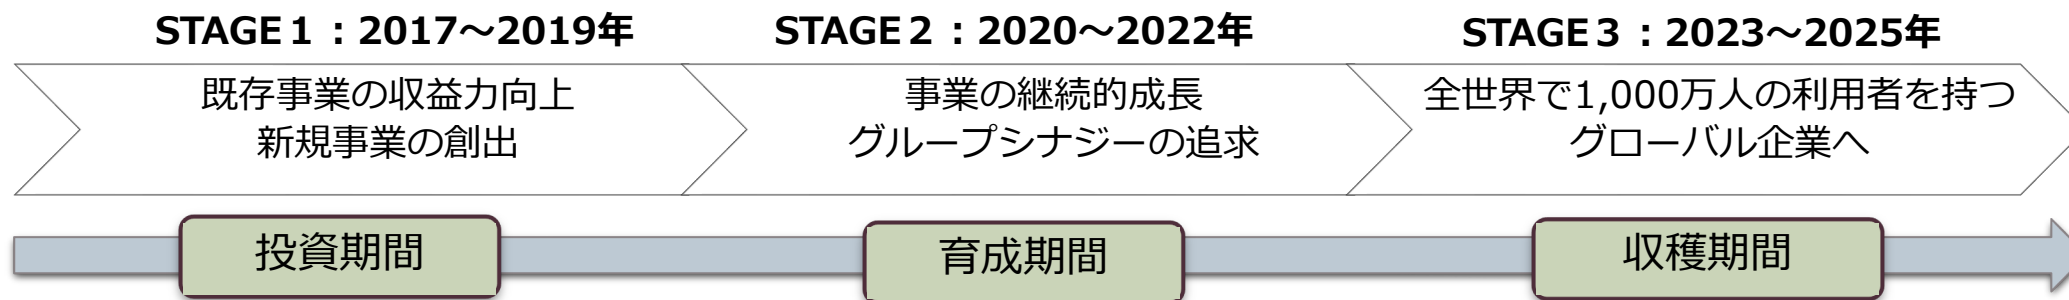 STAGE１：2017～2019年
STAGE２：2020～2022年
STAGE３：2023～2025年
既存事業の収益力向上
新規事業の創出
事業の継続的成長
グループシナジーの追求
全世界で1,000万人の利用者を持つ
グローバル企業へ
投資期間
育成期間
収穫期間